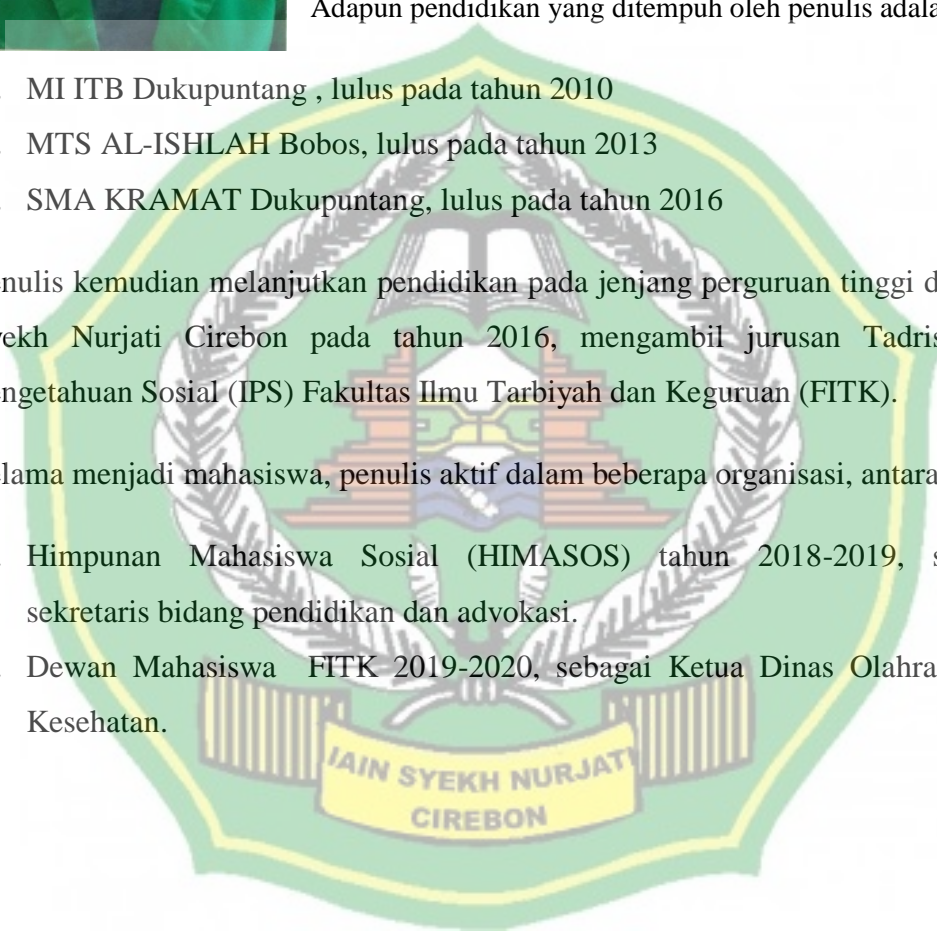 Adapun pendidikan yang ditempuh oleh penulis adala
MI ITB Dukupuntang , lulus pada tahun 2010
MTS AL-ISHLAH Bobos, lulus pada tahun 2013
SMA KRAMAT Dukupuntang, lulus pada tahun 2016
enulis kemudian melanjutkan pendidikan pada jenjang perguruan tinggi d
yekh Nurjati Cirebon pada tahun 2016, mengambil jurusan Tadris
engetahuan Sosial (IPS) Fakultas Ilmu Tarbiyah dan Keguruan (FITK).
elama menjadi mahasiswa, penulis aktif dalam beberapa organisasi, antara
Himpunan Mahasiswa Sosial (HIMASOS) tahun 2018-2019, s
sekretaris bidang pendidikan dan advokasi.
Dewan Mahasiswa FITK 2019-2020, sebagai Ketua Dinas Olahra
Kesehatan.
IAIN SYEKH NURJATI
CIREBON